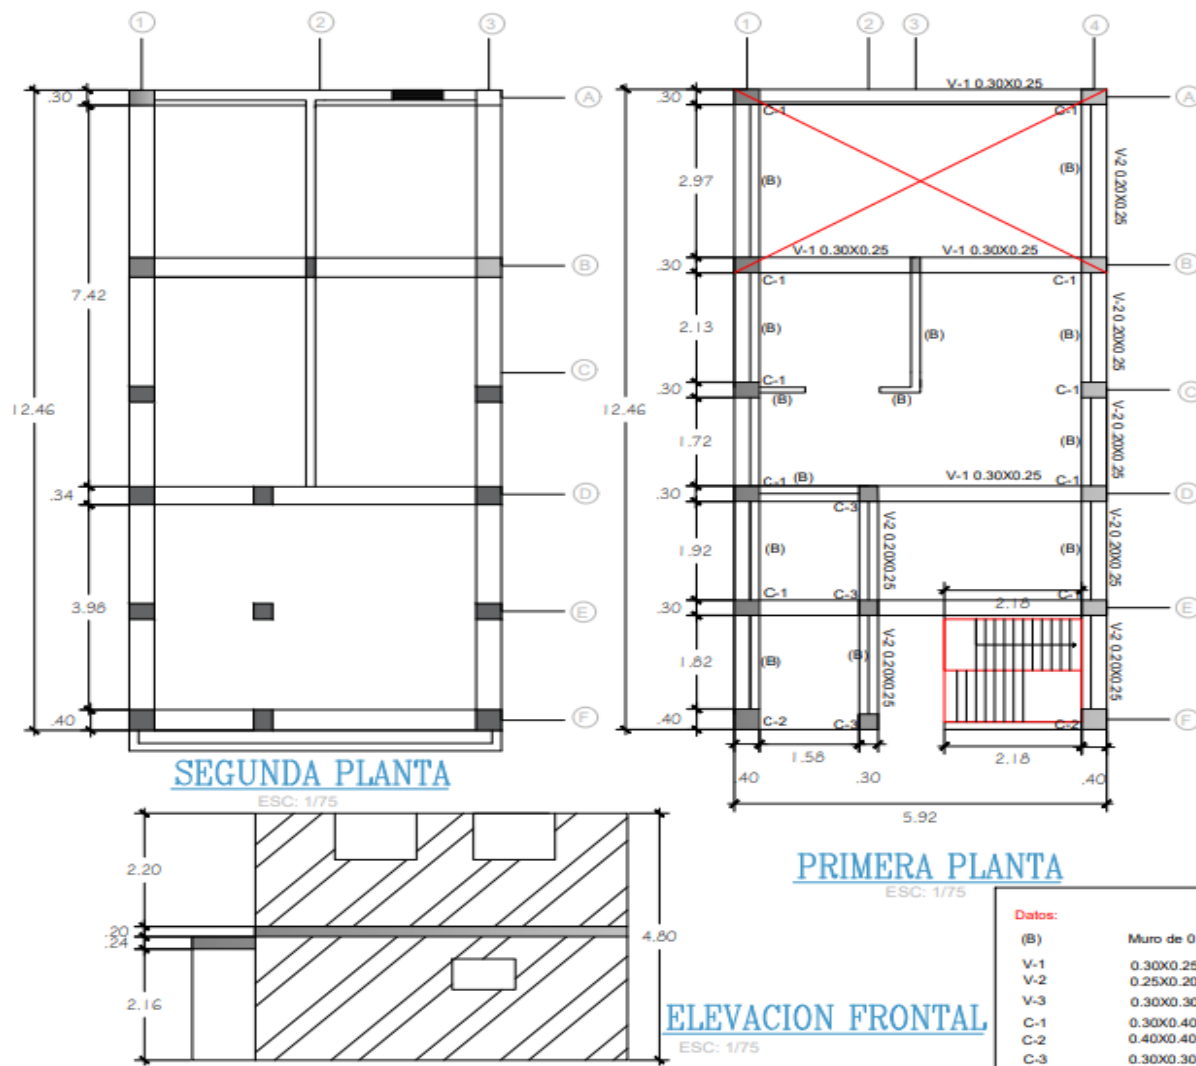 1 2 3
.30
A
B
7.42
C
12.46
.34
D
3.98
E
.40
F
SEGUNDA PLANTA
ESC: 1/75
1 2 3 4
V-1 0.30X0.25
.30
C-1 C-1
A
(B)
2.97
(B)
V-2 0.20X0.25
V-1 0.30X0.25 V-1 0.30X0.25
.30
B
C-1 C-1
2.13
(B) (B) (B)
V-2 0.20X0.25
.30
C-1 C-1
C
(B) (B)
12.46
1.72
(B)
V-2 0.20X0.25
(B)
V-1 0.30X0.25
C-1 C-1
.30
D
C-3
1.92
(B) (B)
V-2 0.20X0.25
V-2 0.20X0.25
C-1 C-3
.30
2.18
E
1.82
(B) (B)
V-2 0.20X0.25
V-2 0.20X0.25
.40
C-2 C-3 C-2
F
1.58 2.18
.40 .30 .40
5.92
PRIMERA PLANTA
ESC: 1/75
2.20
.20
.24
2.16
4.80
ELEVACION FRONTAL
ESC: 1/75
Datos:
(B) Muro de 0
V-1 0.30X0.25
V-2 0.25X0.20
V-3 0.30X0.30
C-1 0.30X0.40
C-2 0.40X0.40
C-3 0.30X0.30